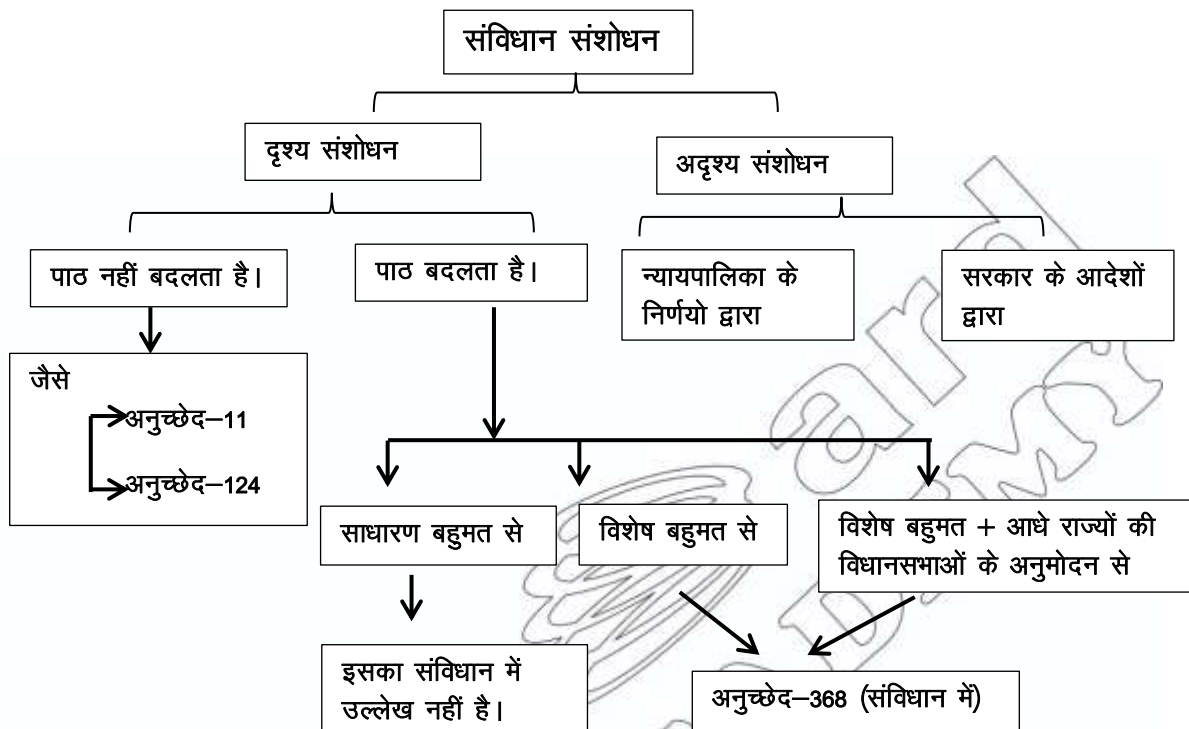 संविधान संशोधन
दृश्य संशोधन
अदृश्य संशोधन
पाठ नहीं बदलता है।
पाठ बदलता है।
न्यायपालिका के
निर्णयो द्वारा
सरकार के आदेशों
द्वारा
जैसे
अनुच्छेद–11
अनुच्छेद–124
साधारण बहुमत से
विशेष बहुमत से
विशेष बहुमत + आधे राज्यों की
विधानसभाओं के अनुमोदन से
इसका संविधान में
उल्लेख नहीं है।
अनुच्छेद–368 (संविधान में)